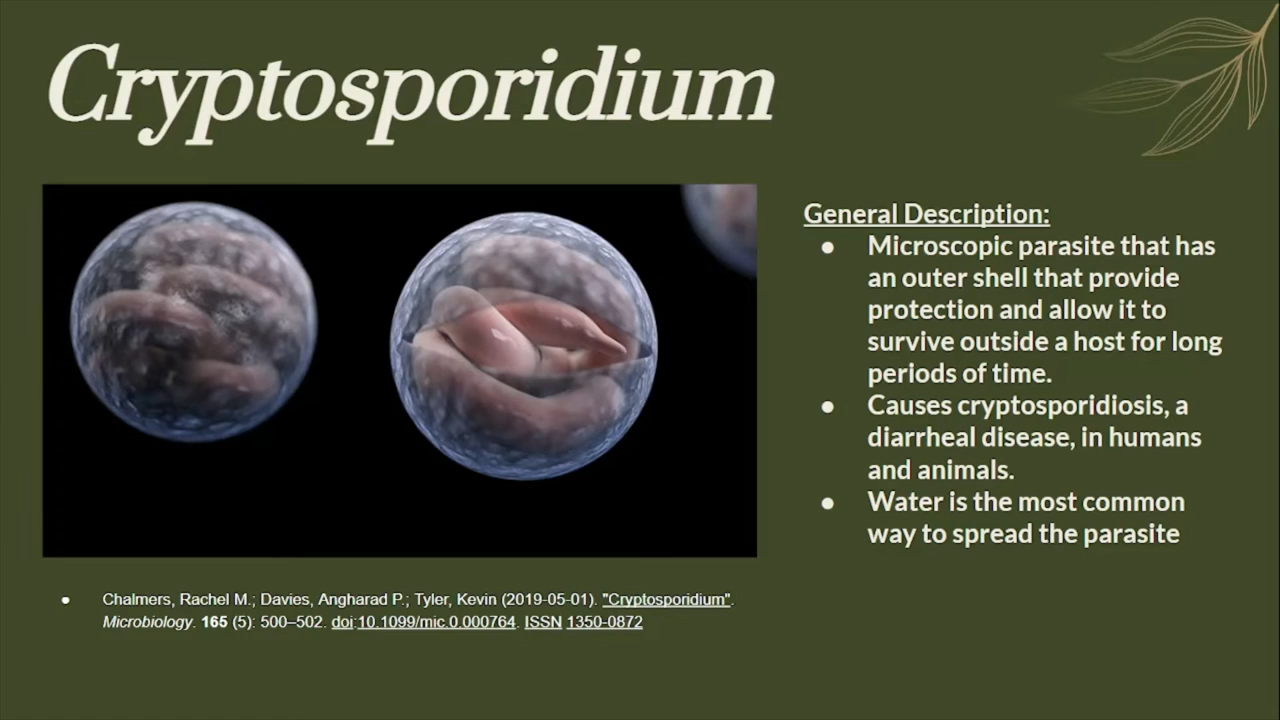 Cryptosporidium
General Description:
● Microscopic parasite that has
an outer shell that provide
protection and allow it to
survive outside a host for long
periods of time.
● Causes cryptosporidiosis, a
diarrheal disease, in humans
and animals.
● Water is the most common
way to spread the parasite
● Chalmers, Rachel M.; Davies, Angharad P.; Tyler, Kevin (2019-05-01). "Cryptosporidium".
Microbiology. 165 (5): 500–502. doi:10.1099/mic.0.000764. ISSN 1350-0872